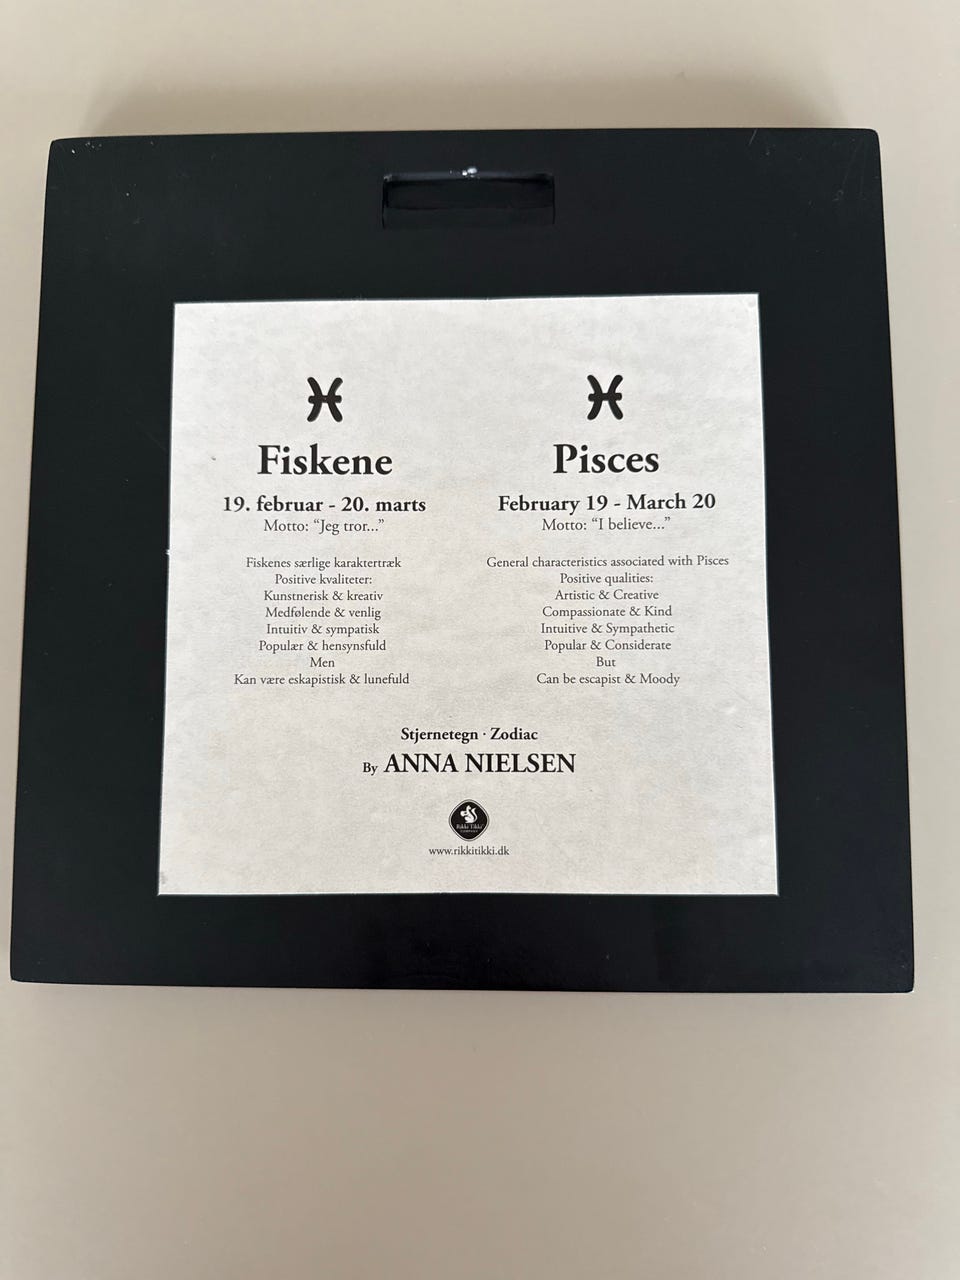 Fiskene
19. februar - 20. marts
Motto: “Jeg tror...”
Fiskenes særlige karaktertræk
Positive kvaliteter:
Kunstnerisk & kreativ
Medfølende & venlig
Intuitiv & sympatisk
Populær & hensynsfuld
Men
Kan være eskapistisk & lunefuld
Pisces
February 19 - March 20
Motto: “I believe...”
General characteristics associated with Pisces
Positive qualities:
Artistic & Creative
Compassionate & Kind
Intuitive & Sympathetic
Popular & Considerate
But
Can be escapist & Moody
Stjernetegn · Zodiac
By ANNA NIELSEN
Rikki Tikki
COMPANY
www.rikkitikki.dk